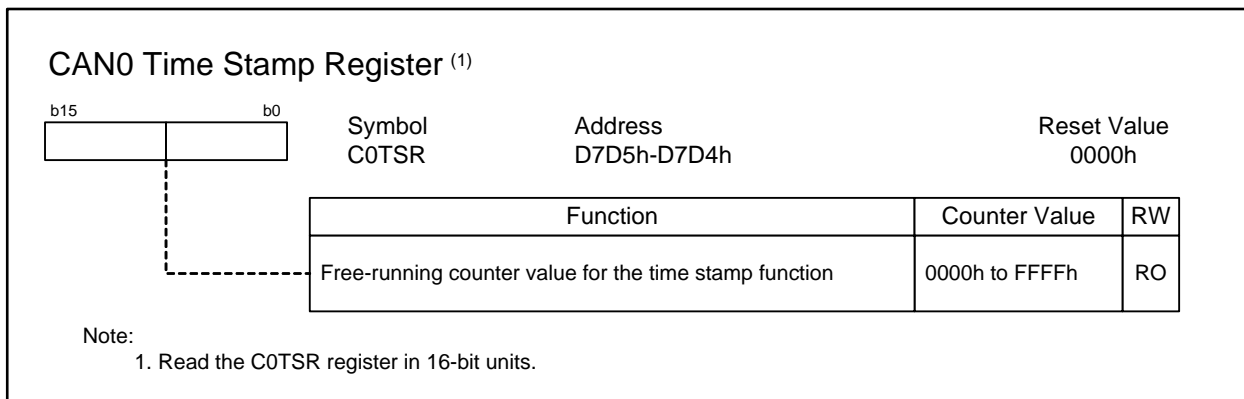 CAN0 Time Stamp Register (1)
b15 b0
Symbol Address Reset Value
C0TSR D7D5h-D7D4h 0000h
Function Counter Value RW
Free-running counter value for the time stamp function 0000h to FFFFh RO
Note:
1. Read the C0TSR register in 16-bit units.